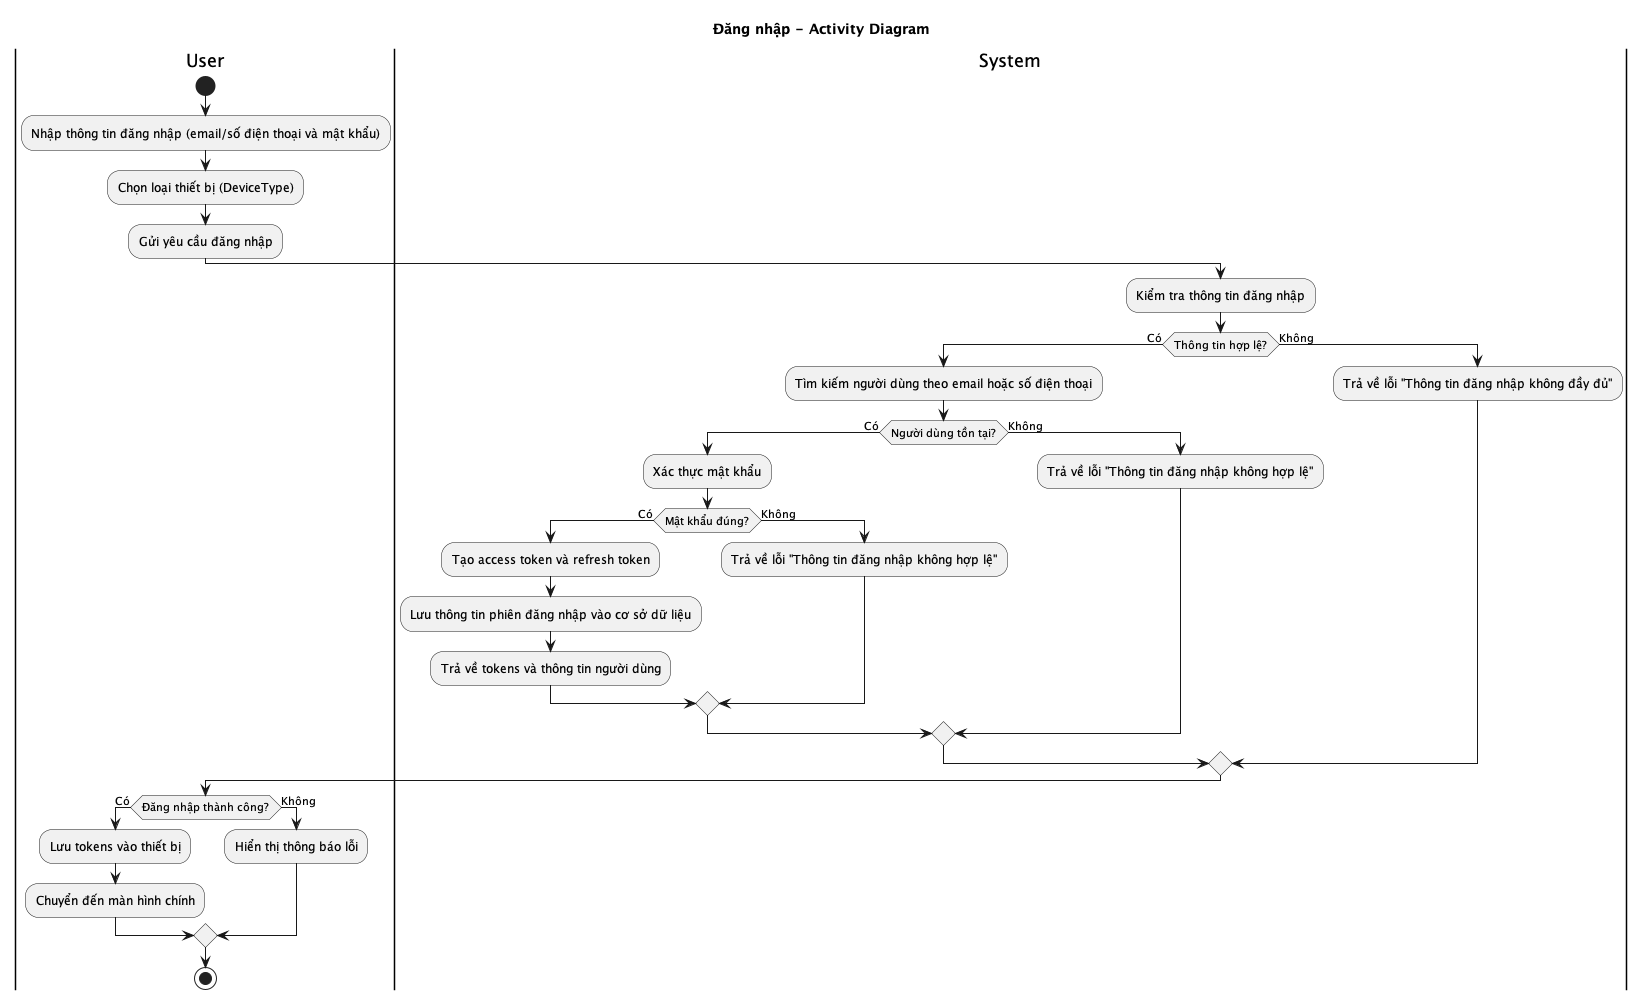 Đăng nhập - Activity Diagram
User
System
Nhập thông tin đăng nhập (email/số điện thoại và mật khẩu)
Chọn loại thiết bị (DeviceType)
Gửi yêu cầu đăng nhập
Kiểm tra thông tin đăng nhập
Thông tin hợp lệ?
Có
Không
Tìm kiếm người dùng theo email hoặc số điện thoại
Trả về lỗi "Thông tin đăng nhập không đầy đủ"
Người dùng tồn tại?
Có
Không
Xác thực mật khẩu
Trả về lỗi "Thông tin đăng nhập không hợp lệ"
Mật khẩu đúng?
Có
Không
Tạo access token và refresh token
Trả về lỗi "Thông tin đăng nhập không hợp lệ"
Lưu thông tin phiên đăng nhập vào cơ sở dữ liệu
Trả về tokens và thông tin người dùng
Đăng nhập thành công?
Có
Không
Lưu tokens vào thiết bị
Hiển thị thông báo lỗi
Chuyển đến màn hình chính